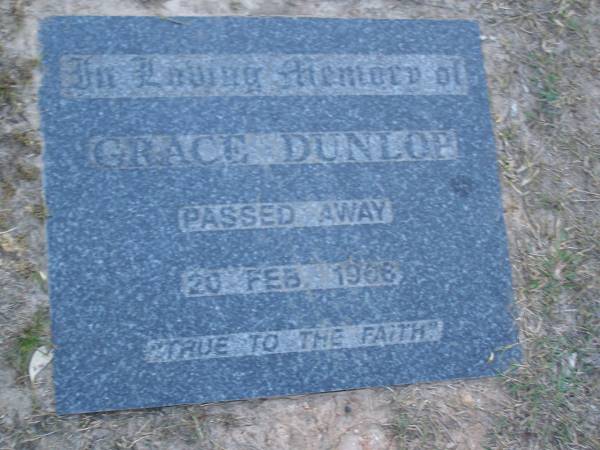 In Loving Memory of
GRACE DUNLOP
PASSED AWAY
20 FEB.
"TRUE TO THE FAITH"